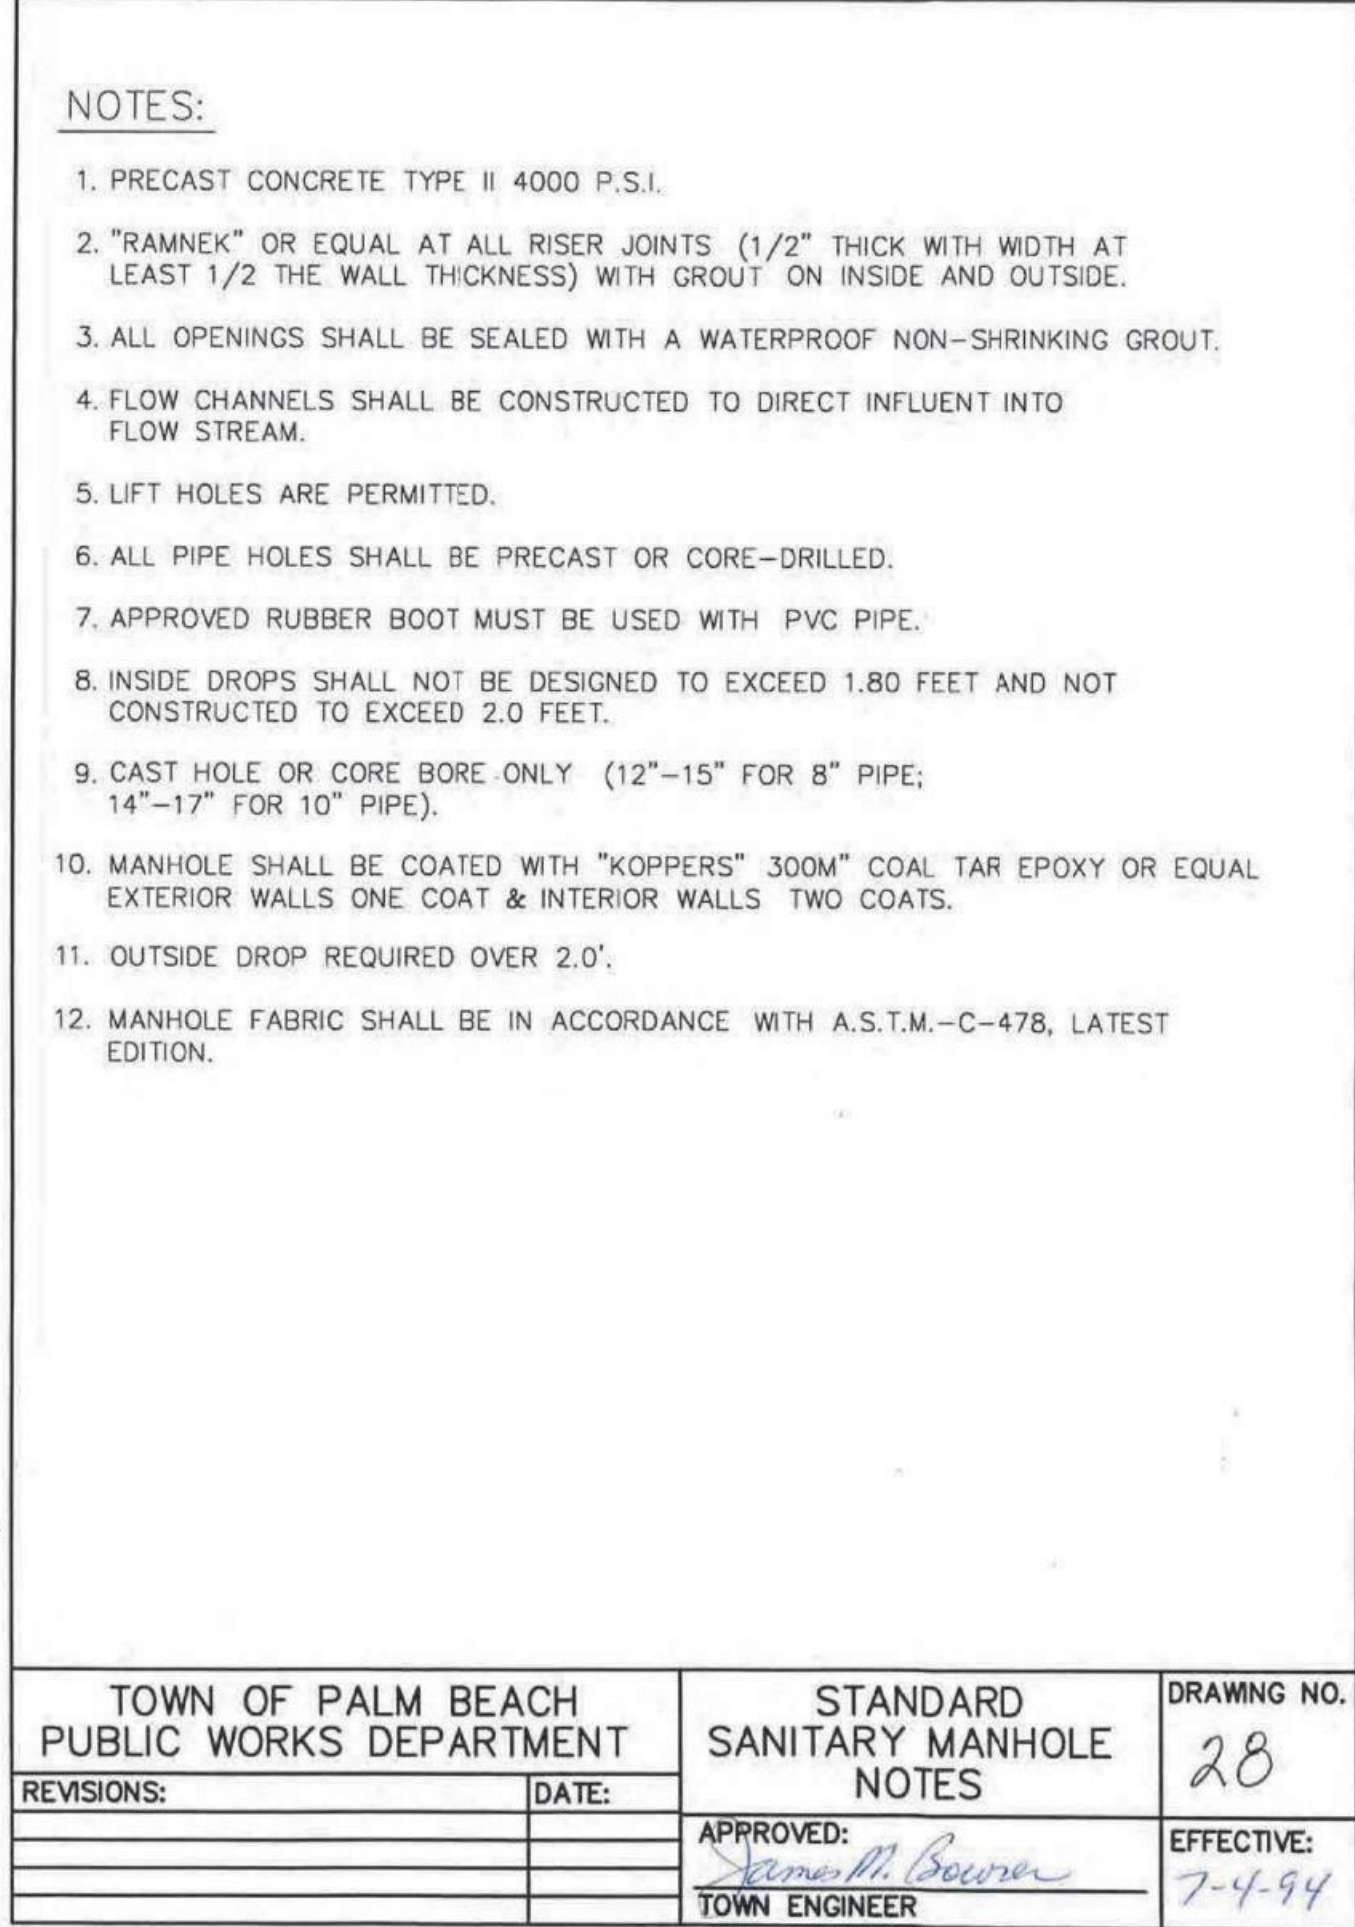 NOTES:
1. PRECAST CONCRETE TYPE II 4000 P.S.I.
2. "RAMNEK" OR EQUAL AT ALL RISER JOINTS (1/2" THICK WITH WIDTH AT
LEAST 1/2 THE WALL THICKNESS) WITH GROUT ON INSIDE AND OUTSIDE.
3. ALL OPENINGS SHALL BE SEALED WITH A WATERPROOF NON-SHRINKING GROUT.
4. FLOW CHANNELS SHALL BE CONSTRUCTED TO DIRECT INFLUENT INTO
FLOW STREAM.
5. LIFT HOLES ARE PERMITTED.
6. ALL PIPE HOLES SHALL BE PRECAST OR CORE-DRILLED.
7. APPROVED RUBBER BOOT MUST BE USED WITH PVC PIPE.
8. INSIDE DROPS SHALL NOT BE DESIGNED TO EXCEED 1.80 FEET AND NOT
CONSTRUCTED TO EXCEED 2.0 FEET.
9. CAST HOLE OR CORE BORE ONLY (12"-15" FOR 8" PIPE;
14"-17" FOR 10" PIPE).
10. MANHOLE SHALL BE COATED WITH "KOPPERS" 300M" COAL TAR EPOXY OR EQUAL
EXTERIOR WALLS ONE COAT & INTERIOR WALLS TWO COATS.
11. OUTSIDE DROP REQUIRED OVER 2.0'.
12. MANHOLE FABRIC SHALL BE IN ACCORDANCE WITH A.S.T.M.-C-478, LATEST
EDITION.
TOWN OF PALM BEACH
PUBLIC WORKS DEPARTMENT
REVISIONS:
DATE:
STANDARD
SANITARY MANHOLE
NOTES
APPROVED:
James M. Bowser
TOWN ENGINEER
DRAWING NO.
28
EFFECTIVE:
7-4-94